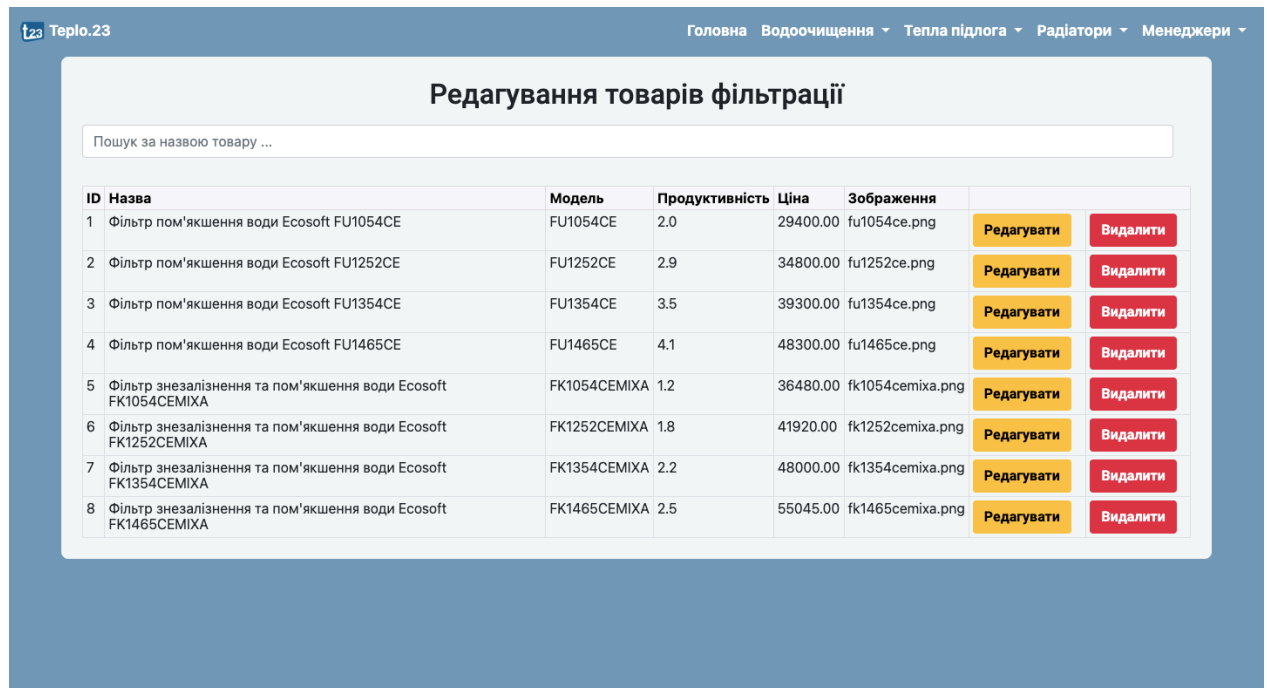 t23 Teplo.23 Головна Водоочищення Тепла підлога Радіатори Менеджери
Редагування товарів фільтрації
Пошук за назвою товару ...
ID Назва Модель Продуктивність Ціна Зображення
1 Фільтр пом'якшення води Ecosoft FU1054CE FU1054CE 2.0 29400.00 fu1054ce.png Редагувати Видалити
2 Фільтр пом'якшення води Ecosoft FU1252CE FU1252CE 2.9 34800.00 fu1252ce.png Редагувати Видалити
3 Фільтр пом'якшення води Ecosoft FU1354CE FU1354CE 3.5 39300.00 fu1354ce.png Редагувати Видалити
4 Фільтр пом'якшення води Ecosoft FU1465CE FU1465CE 4.1 48300.00 fu1465ce.png Редагувати Видалити
5 Фільтр знезалізнення та пом'якшення води Ecosoft FK1054CEMIXA 1.2 36480.00 fk1054cemixa.png Редагувати Видалити
FK1054CEMIXA
6 Фільтр знезалізнення та пом'якшення води Ecosoft FK1252CEMIXA 1.8 41920.00 fk1252cemixa.png Редагувати Видалити
FK1252CEMIXA
7 Фільтр знезалізнення та пом'якшення води Ecosoft FK1354CEMIXA 2.2 48000.00 fk1354cemixa.png Редагувати Видалити
FK1354CEMIXA
8 Фільтр знезалізнення та пом'якшення води Ecosoft FK1465CEMIXA 2.5 55045.00 fk1465cemixa.png Редагувати Видалити
FK1465CEMIXA